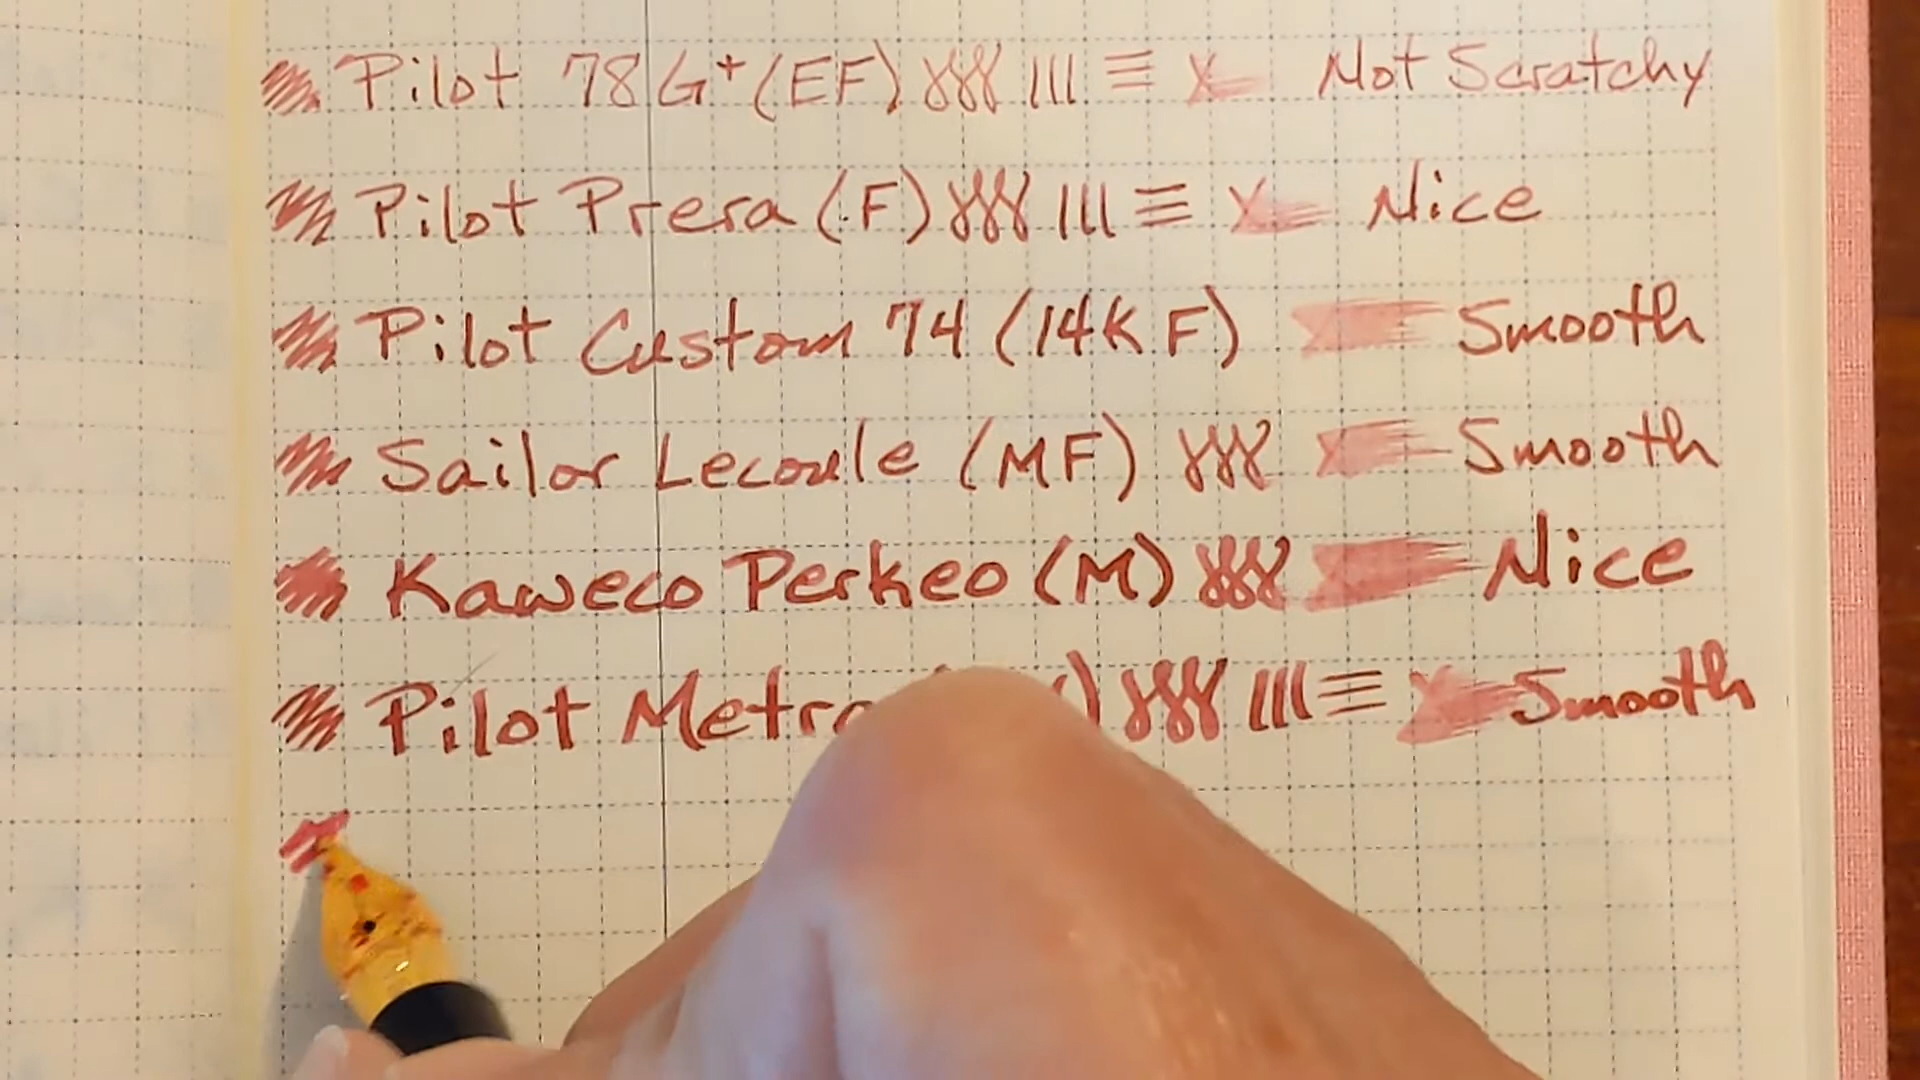 Pilot 78G+ (EF) Not Scratchy
Pilot Prera (F) Nice
Pilot Custom 74 (14K F) Smooth
Sailor Lecoule (MF) Smooth
Kaweco Perkeo (M) Nice
Pilot Smooth